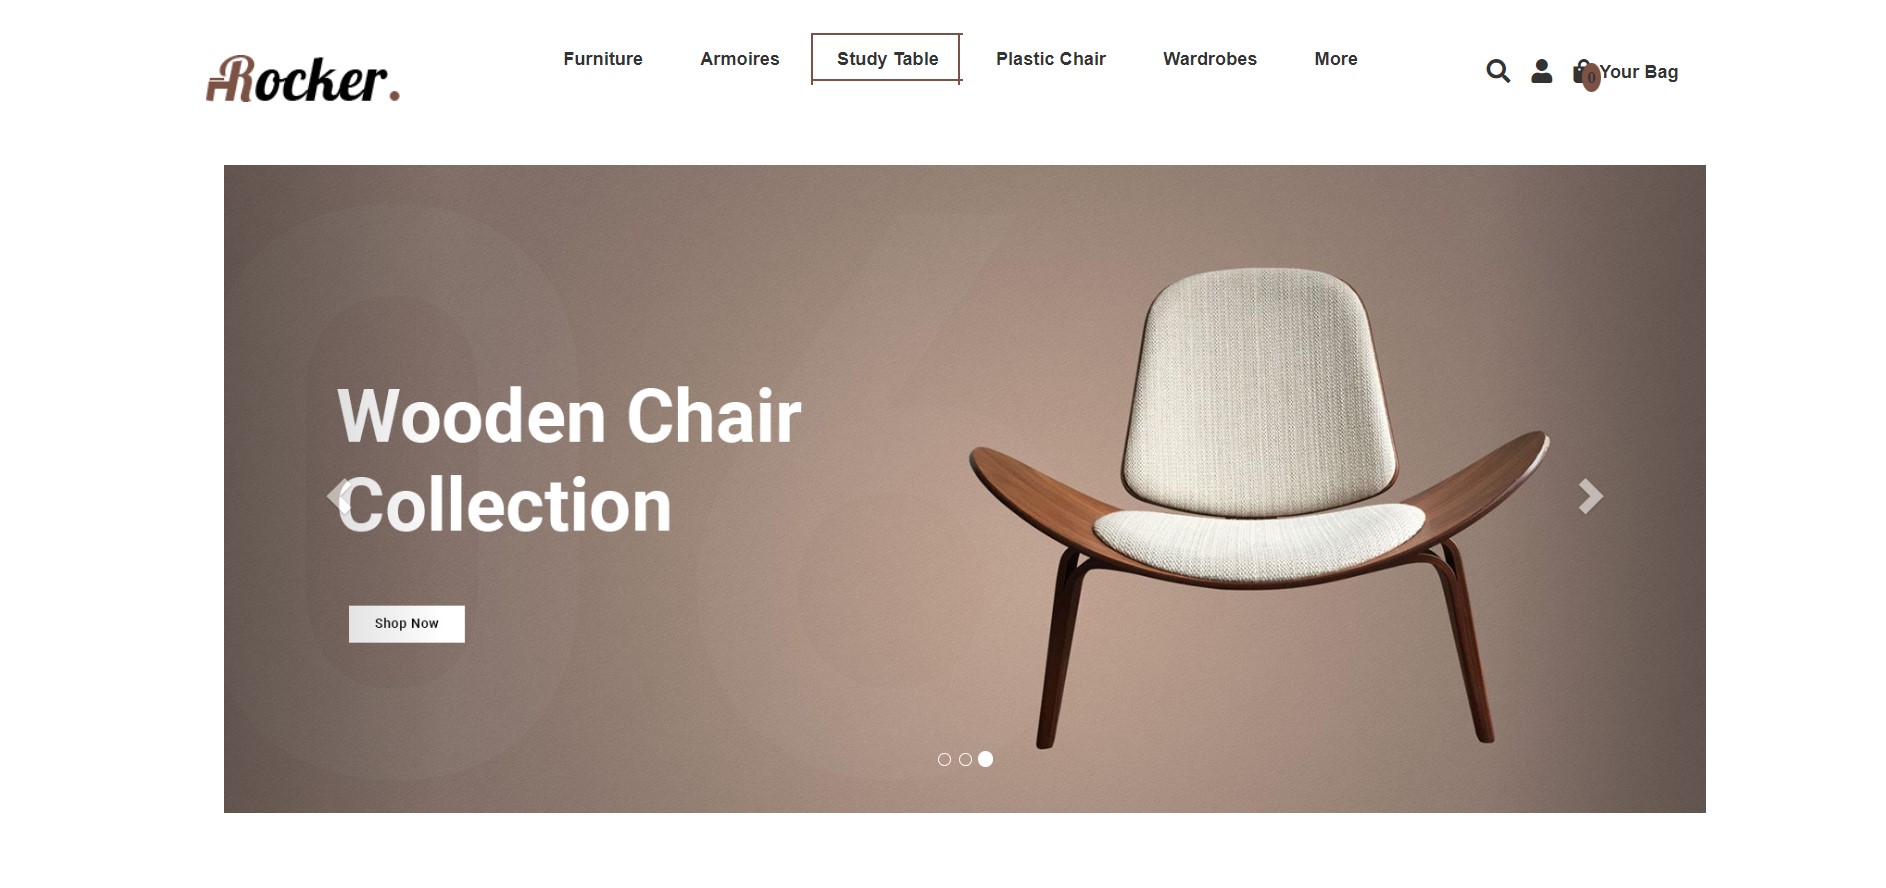 Rocker.
Furniture Armoires Study Table Plastic Chair Wardrobes More
0 Your Bag
Wooden Chair
Collection
Shop Now